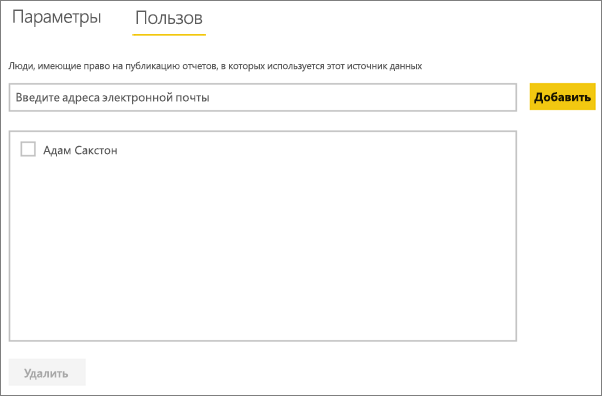 Параметры Пользов
Люди, имеющие право на публикацию отчетов, в которых используется этот источник данных
Введите адреса электронной почты Добавить
Адам Сакстон
Удалить